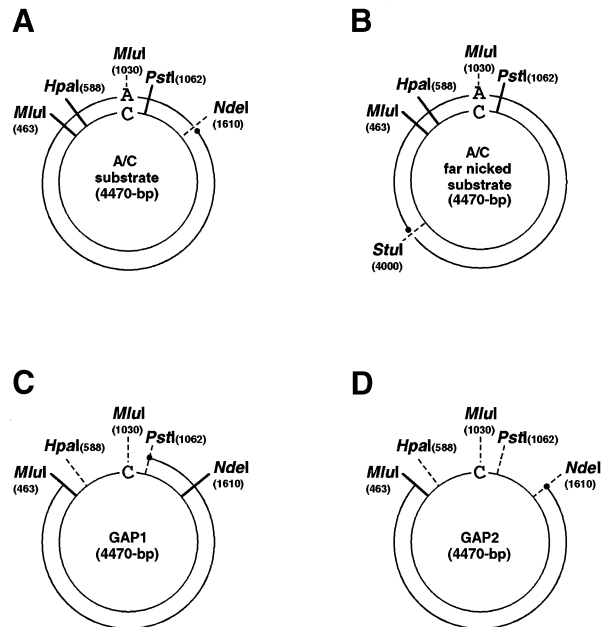 A
MluI
(1030)
HpaI(588)
PstI(1062)
MluI
(463)
NdeI
(1610)
A
C
A/C
substrate
(4470-bp)
B
MluI
(1030)
HpaI(588)
PstI(1062)
MluI
(463)
A
C
A/C
far nicked
substrate
(4470-bp)
StuI
(4000)
C
MluI
(1030)
HpaI(588)
PstI(1062)
MluI
(463)
C
NdeI
(1610)
GAP1
(4470-bp)
D
MluI
(1030)
HpaI(588)
PstI(1062)
MluI
(463)
C
NdeI
(1610)
GAP2
(4470-bp)